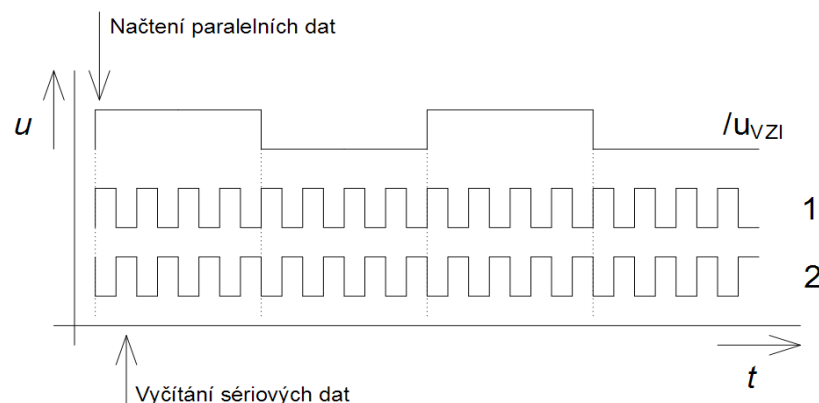 Načtení paralelních dat
u
/uVZI
1
2
t
Vyčítání sériových dat